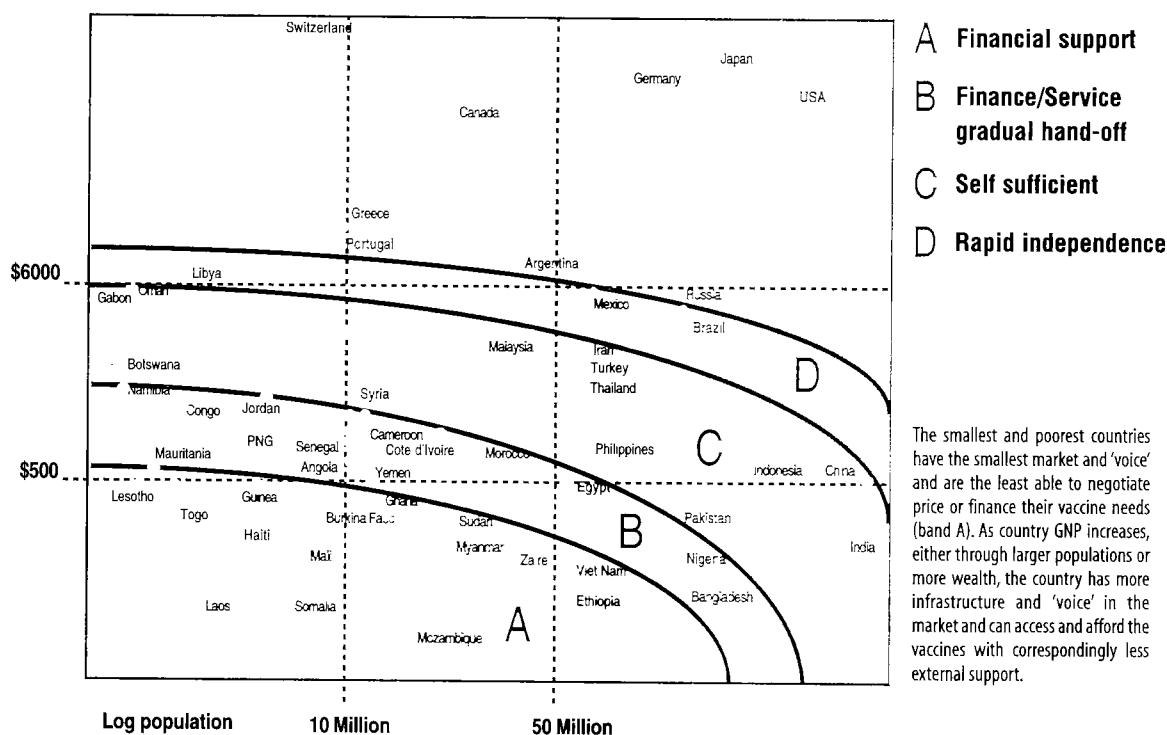 Switzerland
Japan
Germany
USA
Canada
Greece
Portugal
Argentina
$6000
Libya
Gabon
Oman
Mexico
Russia
Brazil
Malaysia
Iran
Turkey
Thailand
D
Botswana
Namibia
Syria
Congo
Jordan
Cameroon
PNG
Senegal
Cote d'Ivoire
Morocco
Philippines
C
Mauritania
Angola
Yemen
Indonesia
China
$500
Lesotho
Guinea
Ghana
Egypt
Togo
Burkina Faso
Sudan
Pakistan
Haiti
B
Myanmar
India
Mali
Zaire
Nigeria
Viet Nam
Laos
Somalia
Ethiopia
Bangladesh
Mozambique
A
Log population
10 Million
50 Million
A Financial support
B Finance/Service
gradual hand-off
C Self sufficient
D Rapid independence
The smallest and poorest countries
have the smallest market and 'voice'
and are the least able to negotiate
price or finance their vaccine needs
(band A). As country GNP increases,
either through larger populations or
more wealth, the country has more
infrastructure and 'voice' in the
market and can access and afford the
vaccines with correspondingly less
external support.